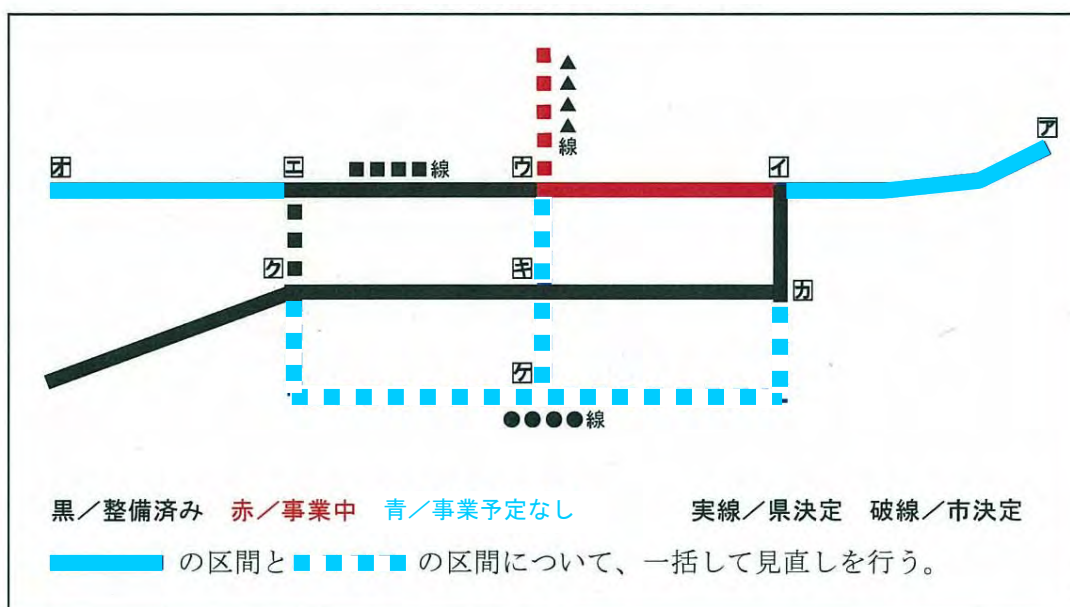 ▲▲▲▲線
ア
オ
エ
■■■■線
ウ
イ
ク
キ
カ
ケ
●●●●線
黒／整備済み 赤／事業中 青／事業予定なし 実線／県決定 破線／市決定
の区間と の区間について、一括して見直しを行う。